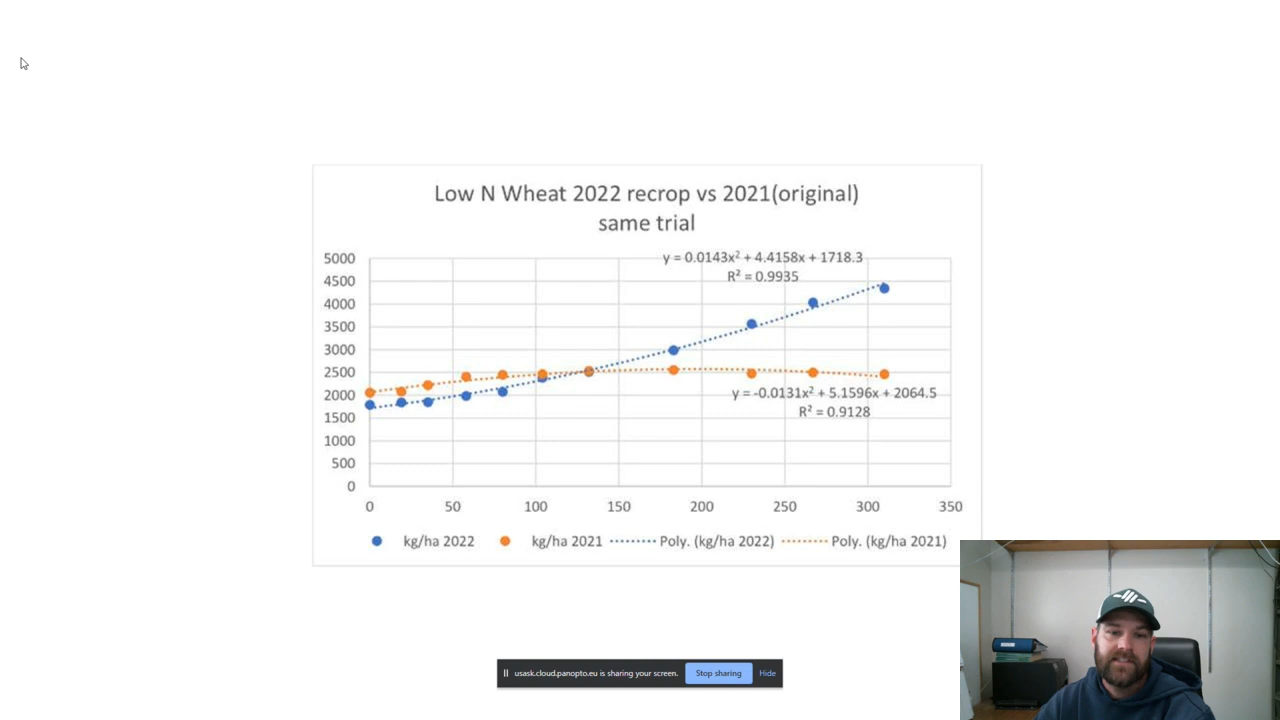 Low N Wheat 2022 recrop vs 2021(original)
same trial
y = 0.0143x² + 4.4158x + 1718.3
R² = 0.9935
5000
4500
4000
3500
3000
2500
2000
1500
1000
500
0
y = -0.0131x² + 5.1596x + 2064.5
R² = 0.9128
0 50 100 150 200 250 300 350
kg/ha 2022 kg/ha 2021 Poly. (kg/ha 2022) Poly. (kg/ha 2021)
usask.cloud.panopto.eu is sharing your screen. Stop sharing Hide